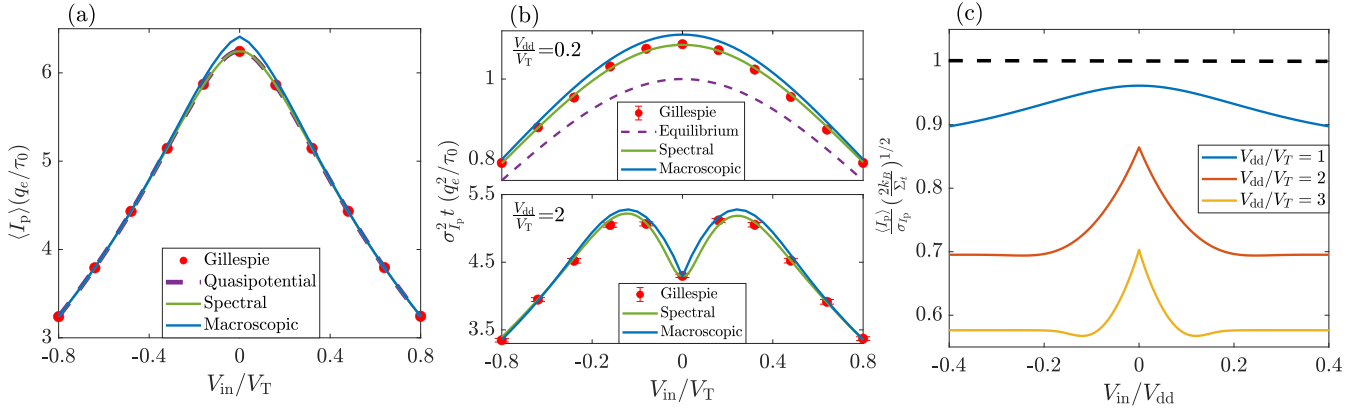 (a)
⟨I_p⟩(q_e/τ_0)
6
5
4
3
-0.8
-0.4
0
0.4
0.8
V_in/V_T
Gillespie
Quasipotential
Spectral
Macroscopic
(b)
σ²_{I_p} t (q_e²/τ_0)
V_dd/V_T=0.2
1
0.8
Gillespie
Equilibrium
Spectral
Macroscopic
V_dd/V_T=2
5.5
4.5
3.5
Gillespie
Spectral
Macroscopic
-0.8
-0.4
0
0.4
0.8
V_in/V_T
(c)
⟨I_p⟩/σ_{I_p} (2k_B/Σ̇_t)^{1/2}
1
0.9
0.8
0.7
0.6
V_dd/V_T = 1
V_dd/V_T = 2
V_dd/V_T = 3
-0.4
-0.2
0
0.2
0.4
V_in/V_dd